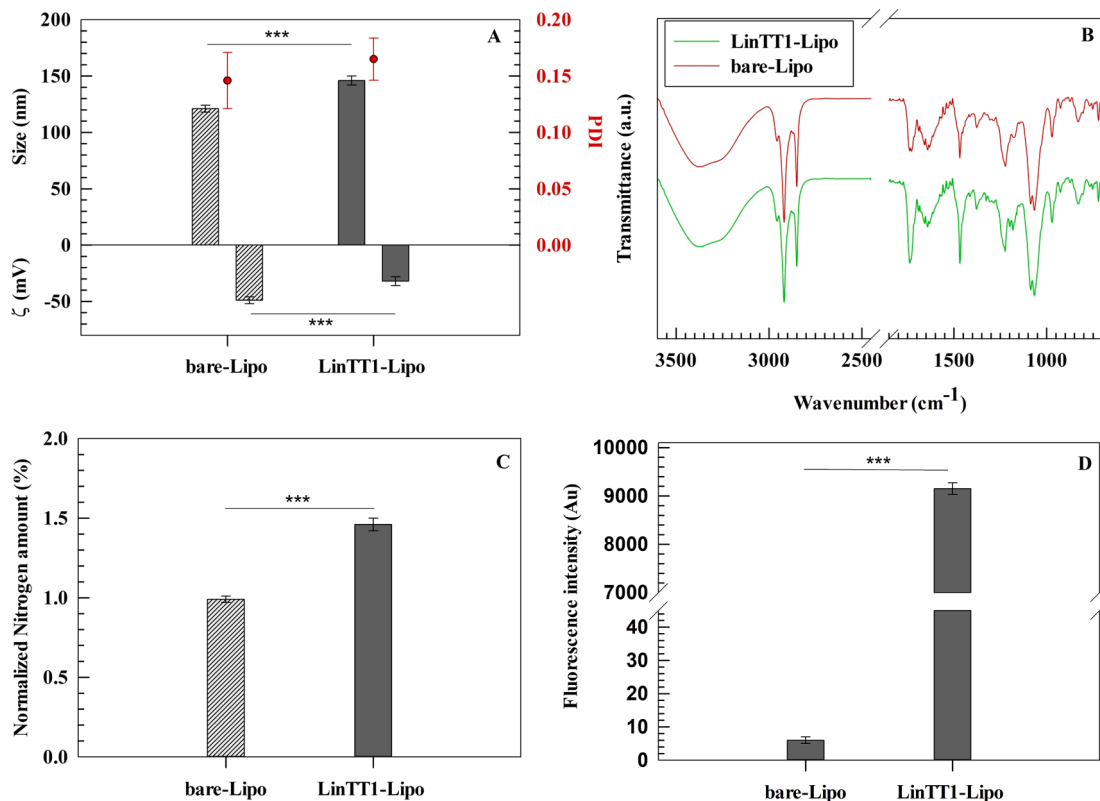 A
200
150
100
50
0
-50
Size (nm)
ζ (mV)
0.20
0.15
0.10
0.05
0.00
PDI
***
***
bare-Lipo LinTT1-Lipo
B
LinTT1-Lipo
bare-Lipo
Transmittance (a.u.)
3500 3000 2500 1500 1000
Wavenumber (cm-1)
C
2.0
1.5
1.0
0.5
0.0
Normalized Nitrogen amount (%)
***
bare-Lipo LinTT1-Lipo
D
10000
9000
8000
7000
40
30
20
10
0
Fluorescence intensity (Au)
***
bare-Lipo LinTT1-Lipo